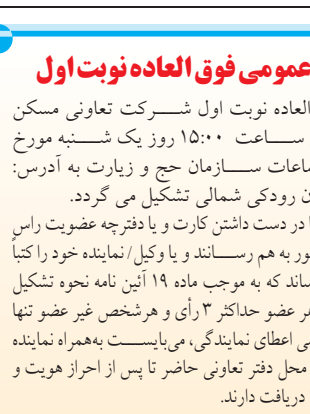 عمومی فوق العاده نوبت اول
العاده نوبت اول شرکت تعاونی مسکن
ساعت ۱۵:۰۰ روز یک شنبه مورخ
ماعات سازمان حج و زیارت به آدرس:
ن رودکی شمالی تشکیل می گردد.
ا در دست داشتن کارت و یا دفترچه عضویت راس
ور به هم رسانند و یا وکیل/ نماینده خود را کتباً
ساند که به موجب ماده ۱۹ آئین نامه نحوه تشکیل
هر عضو حداکثر ۳ رأی و هرشخص غیر عضو تنها
ی اعطای نمایندگی، می‌بایست به‌همراه نماینده
محل دفتر تعاونی حاضر تا پس از احراز هویت و
دریافت دارند.